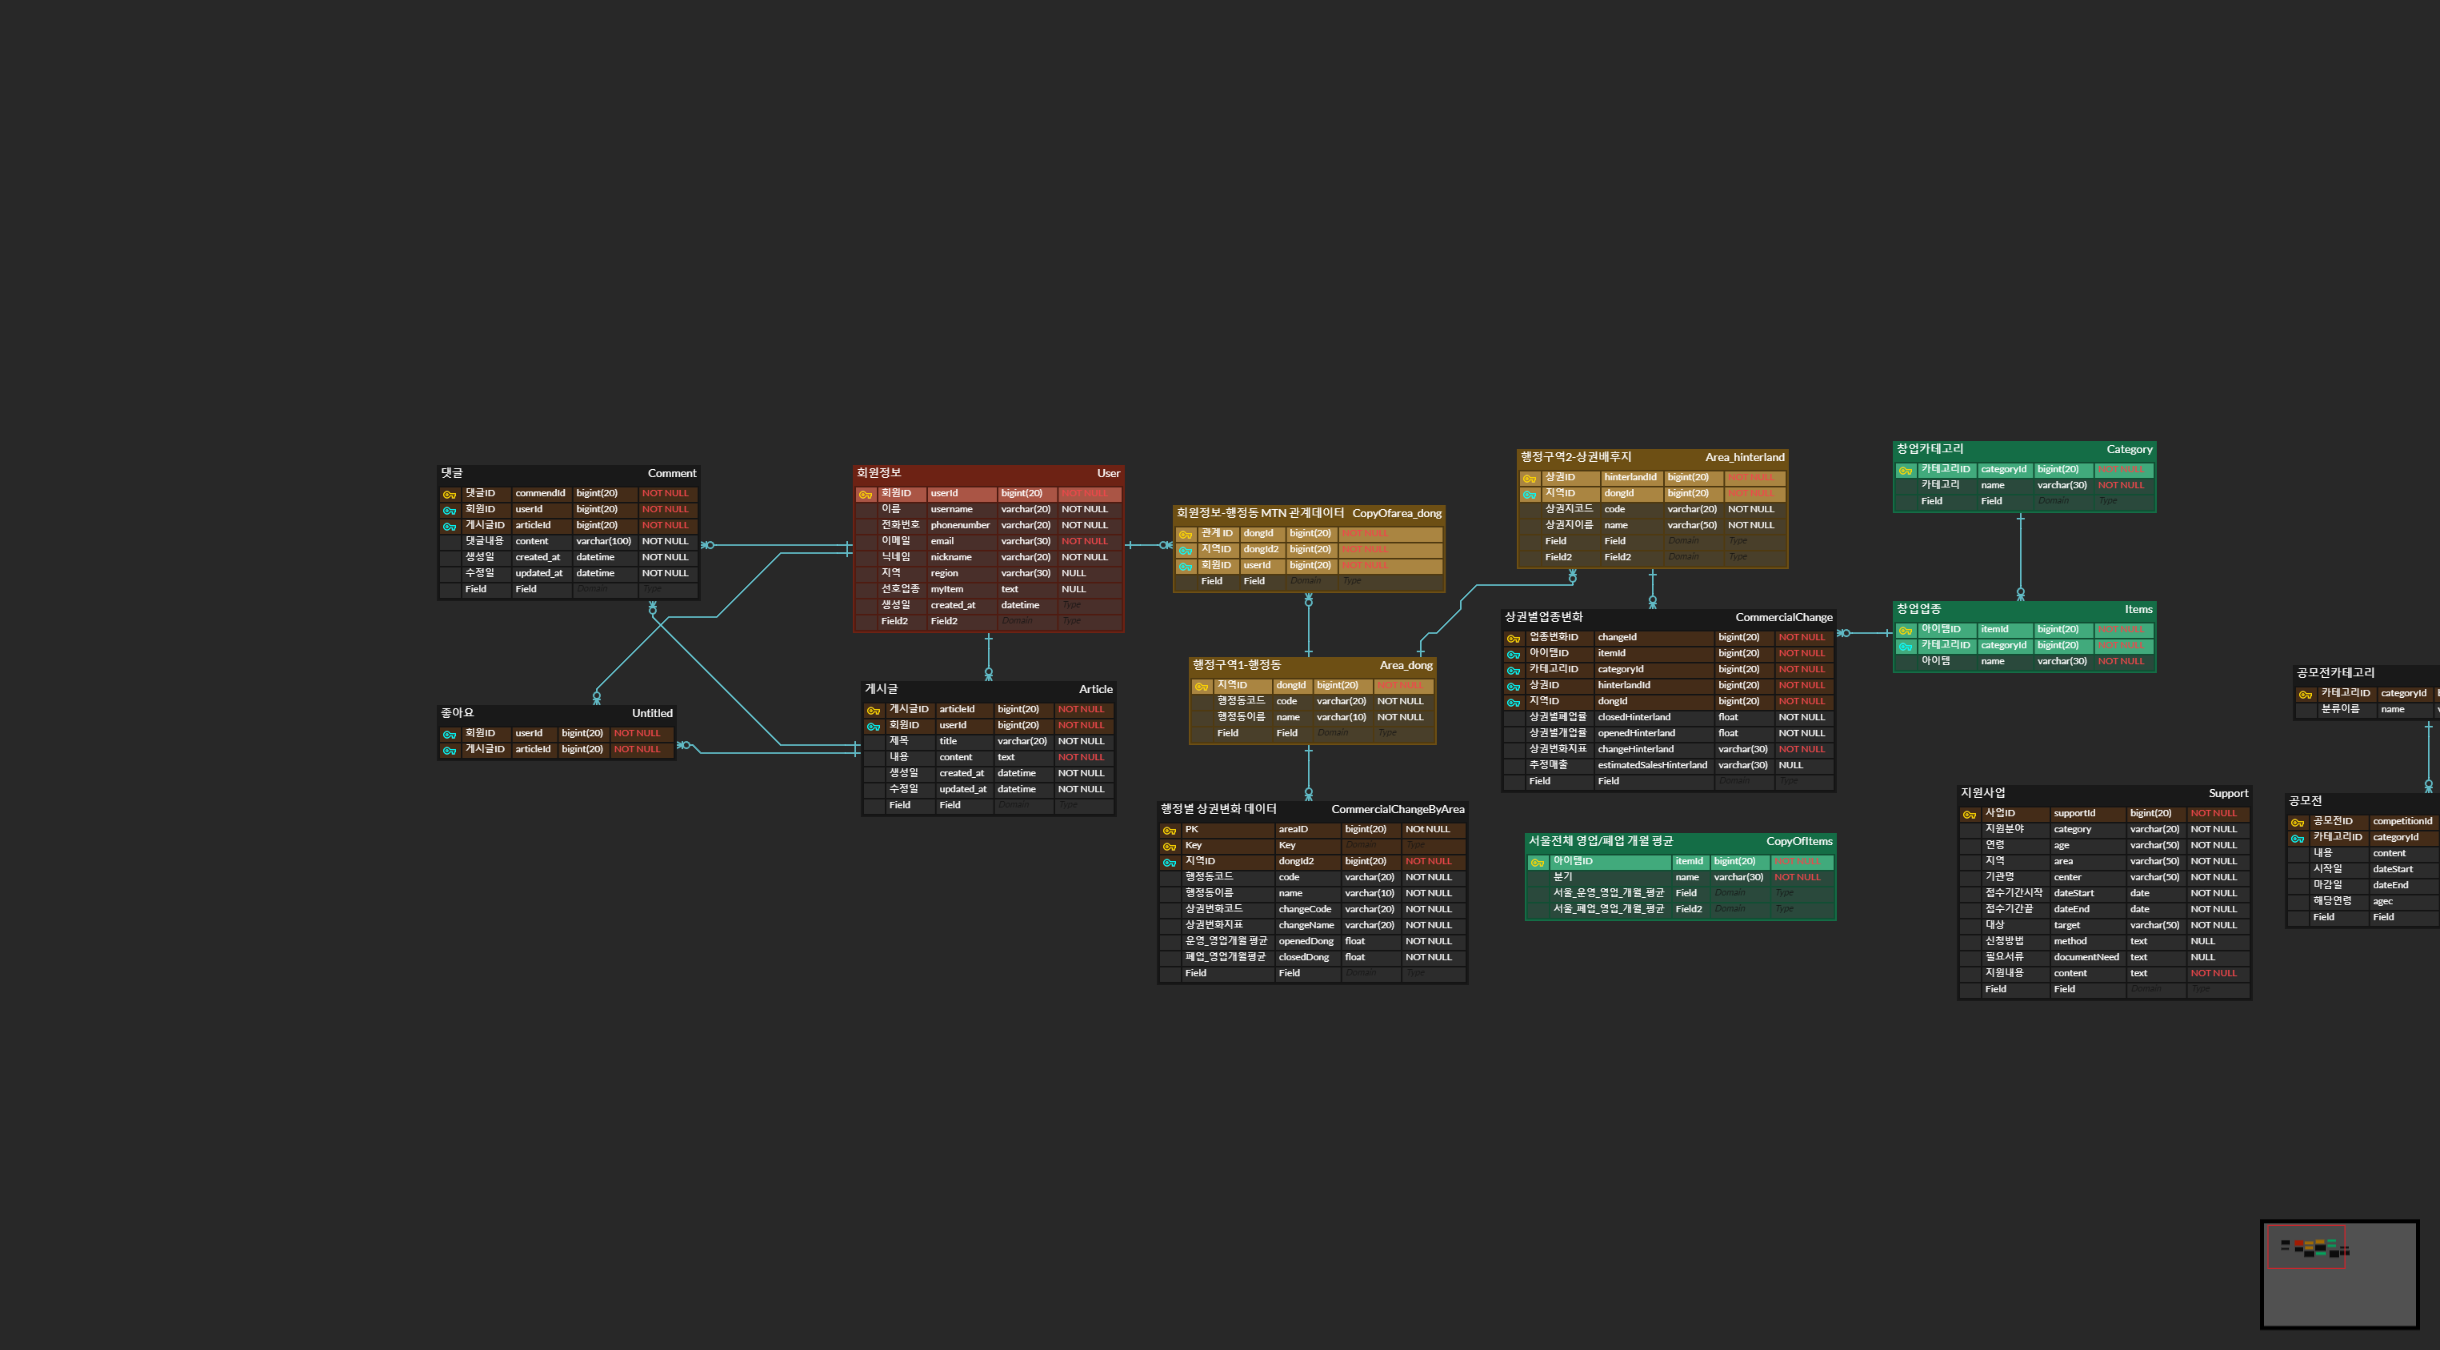 댓글 Comment
댓글ID commendId bigint(20) NOT NULL
회원ID userId bigint(20) NOT NULL
게시글ID articleId bigint(20) NOT NULL
댓글내용 content varchar(100) NOT NULL
생성일 created_at datetime NOT NULL
수정일 updated_at datetime NOT NULL
Field Field Domain Type
좋아요 Untitled
회원ID userId bigint(20) NOT NULL
게시글ID articleId bigint(20) NOT NULL
회원정보 User
회원ID userId bigint(20) NOT NULL
이름 username varchar(20) NOT NULL
전화번호 phonenumber varchar(20) NOT NULL
이메일 email varchar(30) NOT NULL
닉네임 nickname varchar(20) NOT NULL
지역 region varchar(30) NULL
선호업종 myItem text NULL
생성일 created_at datetime Type
Field2 Field2 Domain Type
게시글 Article
게시글ID articleId bigint(20) NOT NULL
회원ID userId bigint(20) NOT NULL
제목 title varchar(20) NOT NULL
내용 content text NOT NULL
생성일 created_at datetime NOT NULL
수정일 updated_at datetime NOT NULL
Field Field Domain Type
회원정보-행정동 MTN 관계데이터 CopyOfarea_dong
관계 ID dongId bigint(20) NOT NULL
지역ID dongId2 bigint(20) NOT NULL
회원ID userId bigint(20) NOT NULL
Field Field Domain Type
행정구역1-행정동 Area_dong
지역ID dongId bigint(20) NOT NULL
행정동코드 code varchar(20) NOT NULL
행정동이름 name varchar(10) NOT NULL
Field Field Domain Type
행정별 상권변화 데이터 CommercialChangeByArea
PK areaID bigint(20) NOt NULL
Key Key Domain Type
지역ID dongId2 bigint(20) NOT NULL
행정동코드 code varchar(20) NOT NULL
행정동이름 name varchar(10) NOT NULL
상권변화코드 changeCode varchar(20) NOT NULL
상권변화지표 changeName varchar(20) NOT NULL
운영_영업개월 평균 openedDong float NOT NULL
폐업_영업개월평균 closedDong float NOT NULL
Field Field Domain Type
행정구역2-상권배후지 Area_hinterland
상권ID hinterlandId bigint(20) NOT NULL
지역ID dongId bigint(20) NOT NULL
상권지코드 code varchar(20) NOT NULL
상권지이름 name varchar(50) NOT NULL
Field Field Domain Type
Field2 Field2 Domain Type
상권별업종변화 CommercialChange
업종변화ID changeId bigint(20) NOT NULL
아이템ID itemId bigint(20) NOT NULL
카테고리ID categoryId bigint(20) NOT NULL
상권ID hinterlandId bigint(20) NOT NULL
지역ID dongId bigint(20) NOT NULL
상권별폐업률 closedHinterland float NOT NULL
상권별개업률 openedHinterland float NOT NULL
상권변화지표 changeHinterland varchar(30) NOT NULL
추정매출 estimatedSalesHinterland varchar(30) NULL
Field Field Domain Type
서울전체 영업/폐업 개월 평균 CopyOfItems
아이템ID itemId bigint(20) NOT NULL
분기 name varchar(30) NOT NULL
서울_운영_영업_개월_평균 Field Domain Type
서울_폐업_영업_개월_평균 Field2 Domain Type
창업카테고리 Category
카테고리ID categoryId bigint(20) NOT NULL
카테고리 name varchar(30) NOT NULL
Field Field Domain Type
창업업종 Items
아이템ID itemId bigint(20) NOT NULL
카테고리ID categoryId bigint(20) NOT NULL
아이템 name varchar(30) NOT NULL
지원사업 Support
사업ID supportId bigint(20) NOT NULL
지원분야 category varchar(20) NOT NULL
연령 age varchar(50) NOT NULL
지역 area varchar(50) NOT NULL
기관명 center varchar(50) NOT NULL
접수기간시작 dateStart date NOT NULL
접수기간끝 dateEnd date NOT NULL
대상 target varchar(50) NOT NULL
신청방법 method text NULL
필요서류 documentNeed text NULL
지원내용 content text NOT NULL
Field Field Domain Type
공모전카테고리
카테고리ID categoryId
분류이름 name
공모전
공모전ID competitionId
카테고리ID categoryId
내용 content
시작일 dateStart
마감일 dateEnd
해당연령 agec
Field Field